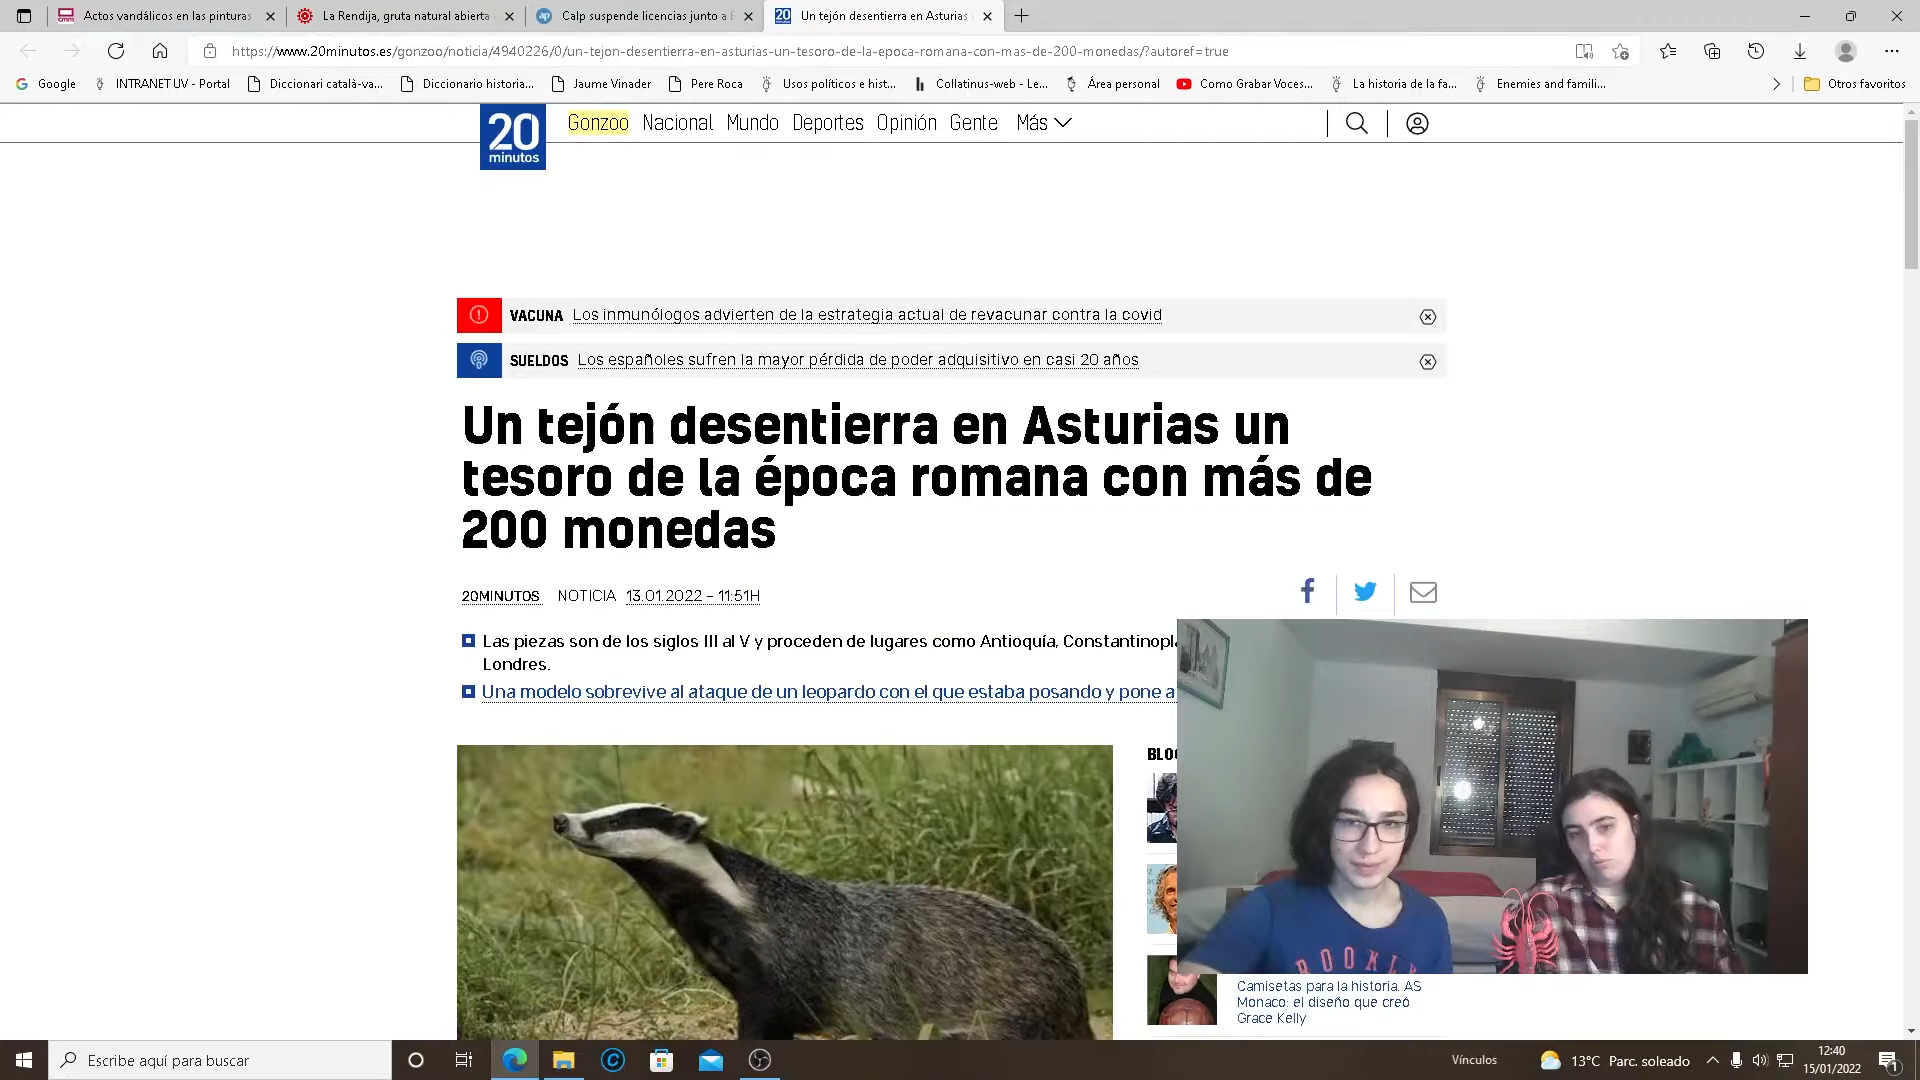 Actos vandálicos en las pinturas
La Rendija, gruta natural abierta
Calp suspende licencias junto a
Un tejón desentierra en Asturias
https://www.20minutos.es/gonzoo/noticia/4940226/0/un-tejon-desentierra-en-asturias-un-tesoro-de-la-epoca-romana-con-mas-de-200-monedas/?autoref=true
Google
INTRANET UV - Portal
Diccionari català-va...
Diccionario historia...
Jaume Vinader
Pere Roca
Usos políticos e hist...
Collatinus-web - Le...
Área personal
Como Grabar Voces...
La historia de la fa...
Enemies and famili...
Otros favoritos
20
minutos
Gonzoo Nacional Mundo Deportes Opinión Gente Más
VACUNA Los inmunólogos advierten de la estrategia actual de revacunar contra la covid
SUELDOS Los españoles sufren la mayor pérdida de poder adquisitivo en casi 20 años
Un tejón desentierra en Asturias un
tesoro de la época romana con más de
200 monedas
20MINUTOS NOTICIA 13.01.2022 - 11:51H
Las piezas son de los siglos III al V y proceden de lugares como Antioquía, Constantinopla
Londres.
Una modelo sobrevive al ataque de un leopardo con el que estaba posando y pone a
BLO
Camisetas para la historia. AS
Monaco: el diseño que creó
Grace Kelly
Escribe aquí para buscar
Vínculos
13°C Parc. soleado
12:40
15/01/2022